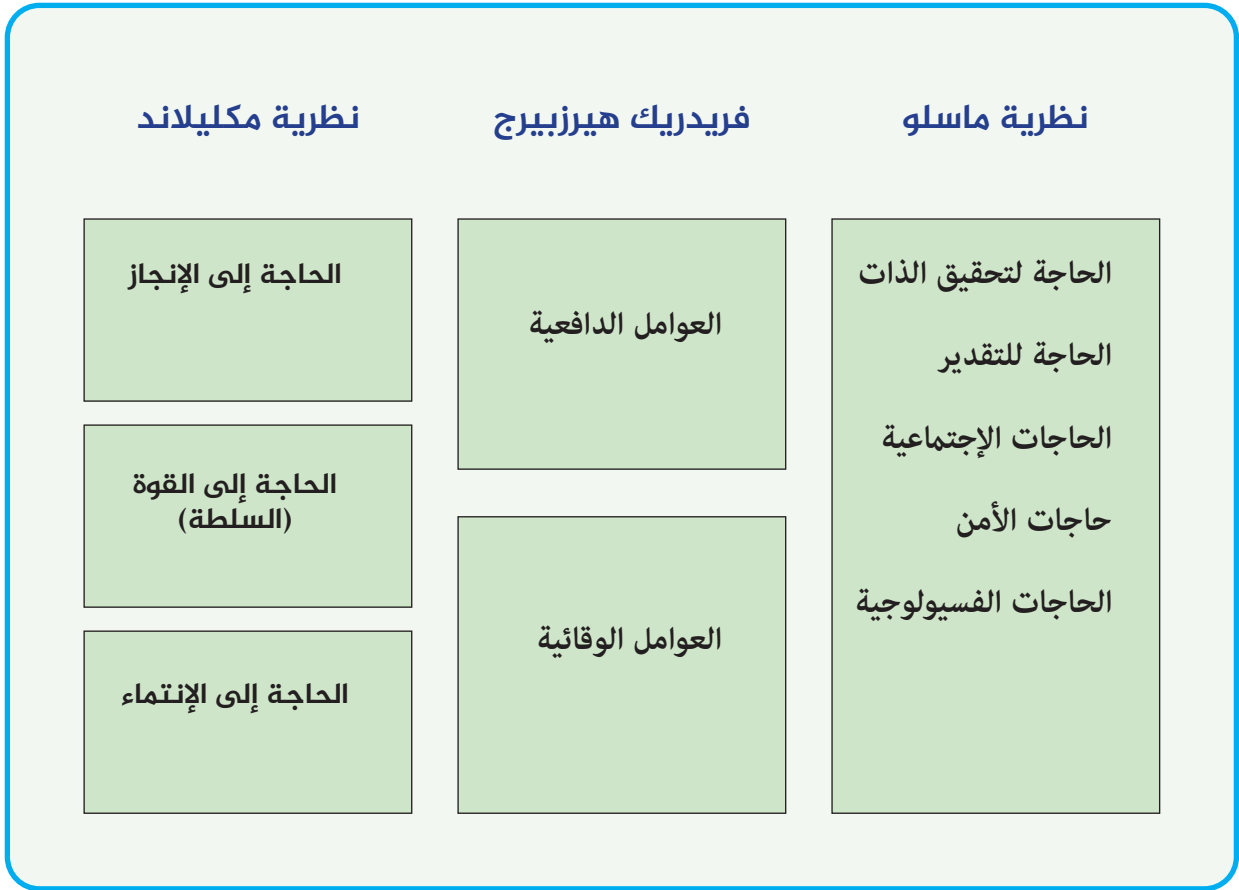 نظرية ماسلو
فريدريك هيرزبيرج
نظرية مكليلاند
الحاجة لتحقيق الذات
الحاجة للتقدير
الحاجات الإجتماعية
حاجات الأمن
الحاجات الفسيولوجية
العوامل الدافعية
العوامل الوقائية
الحاجة إلى الإنجاز
الحاجة إلى القوة
(السلطة)
الحاجة إلى الإنتماء